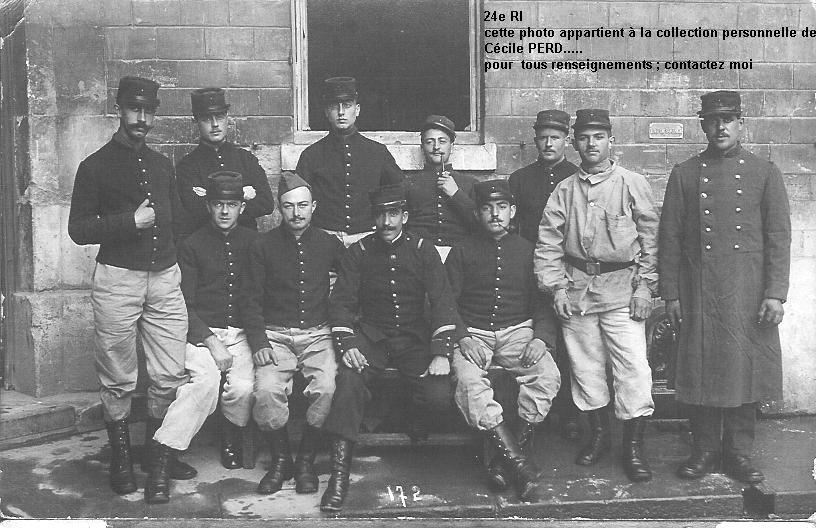 24e RI
cette photo appartient à la collection personnelle de
Cécile PERD.....
pour tous renseignements ; contactez moi
172